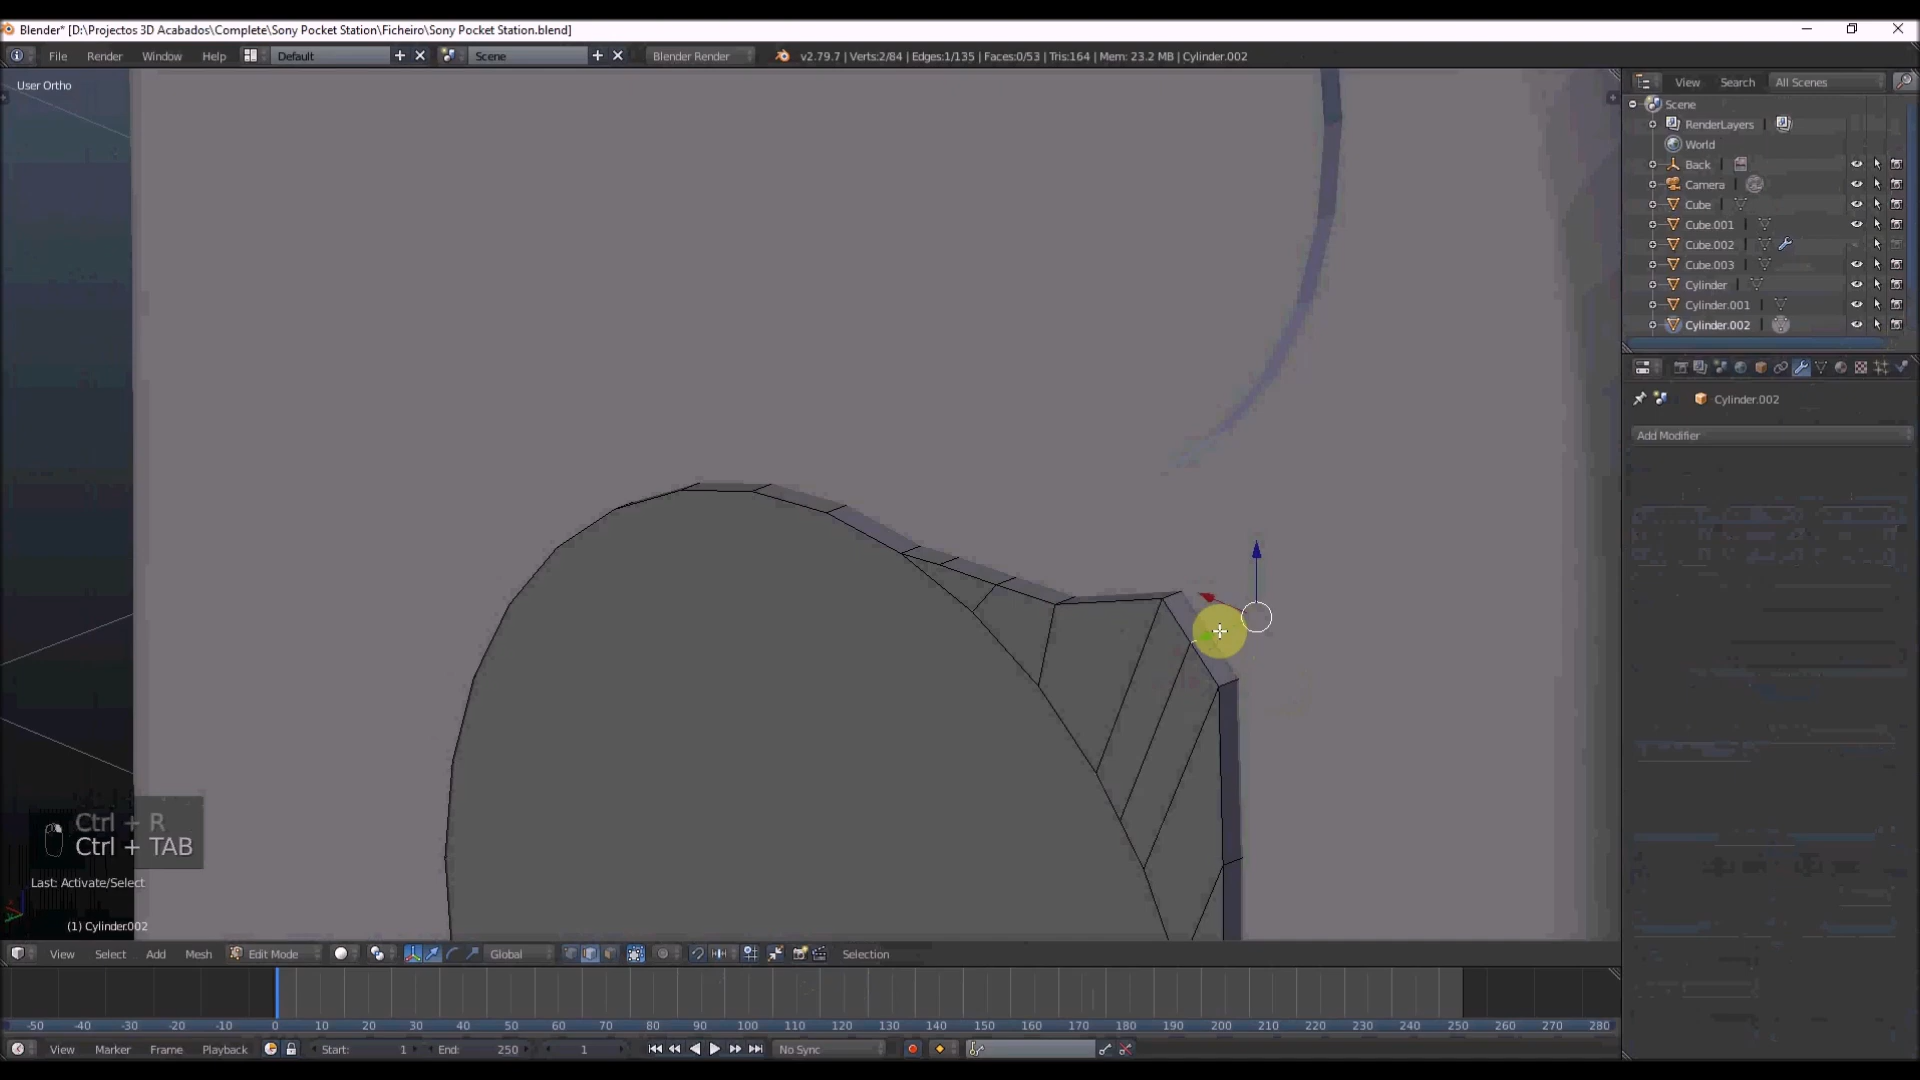 Blender* [D:\Projectos 3D Acabados\Complete\Sony Pocket Station\Ficheiro\Sony Pocket Station.blend]
File Render Window Help Default Scene Blender Render v2.79.7 | Verts:2/84 | Edges:1/135 | Faces:0/53 | Tris:164 | Mem: 23.2 MB | Cylinder.002
User Ortho
View Search All Scenes
Scene
RenderLayers
World
Back
Camera
Cube
Cube.001
Cube.002
Cube.003
Cylinder
Cylinder.001
Cylinder.002
Cylinder.002
Add Modifier
Ctrl + R
Ctrl + TAB
Last: Activate/Select
(1) Cylinder.002
View Select Add Mesh Edit Mode Global Selection
-50 -40 -30 -20 -10 0 10 20 30 40 50 60 70 80 90 100 110 120 130 140 150 160 170 180 190 200 210 220 230 240 250 260 270 280
View Marker Frame Playback Start: 1 End: 250 1 No Sync